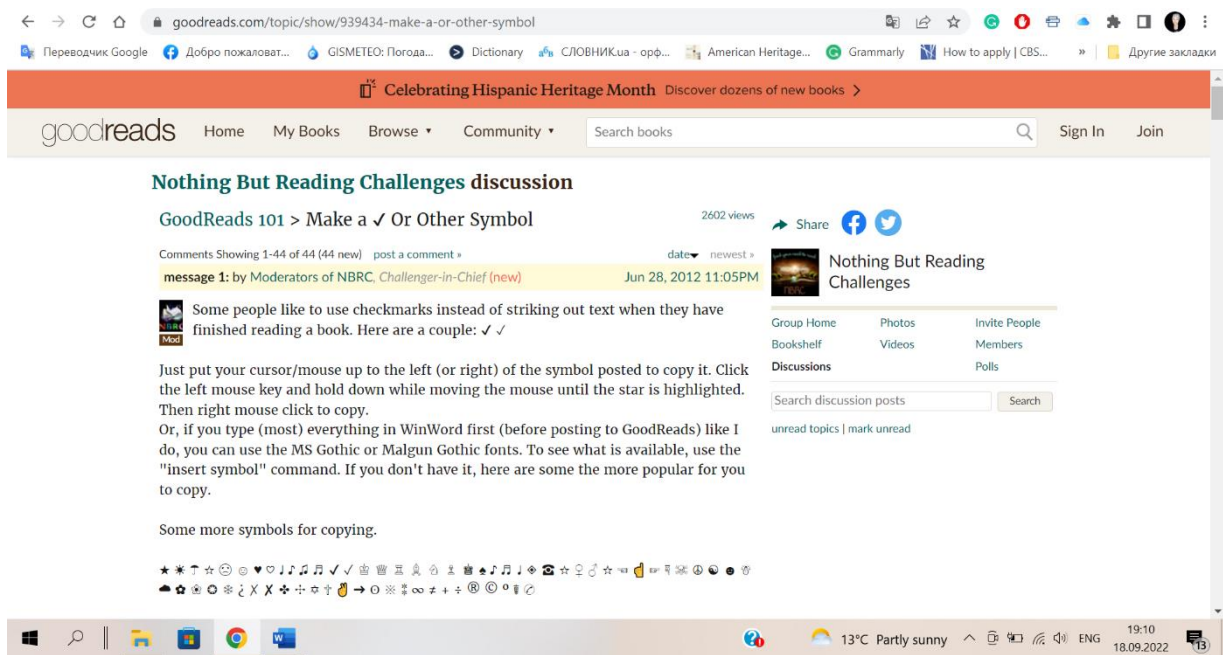 goodreads.com/topic/show/939434-make-a-or-other-symbol
Переводчик Google Добро пожаловат... GISMETEO: Погода... Dictionary СЛОВНИК.ua - орф... American Heritage... Grammarly How to apply | CBS... » Другие закладки
Celebrating Hispanic Heritage Month Discover dozens of new books >
goodreads Home My Books Browse ▾ Community ▾ Search books Sign In Join
Nothing But Reading Challenges discussion
GoodReads 101 > Make a ✓ Or Other Symbol
2602 views
Comments Showing 1-44 of 44 (44 new) post a comment »
date▾ newest »
message 1: by Moderators of NBRC, Challenger-in-Chief (new)
Jun 28, 2012 11:05PM
NBRC
Mod
Some people like to use checkmarks instead of striking out text when they have
finished reading a book. Here are a couple: ✔ ✓
Just put your cursor/mouse up to the left (or right) of the symbol posted to copy it. Click
the left mouse key and hold down while moving the mouse until the star is highlighted.
Then right mouse click to copy.
Or, if you type (most) everything in WinWord first (before posting to GoodReads) like I
do, you can use the MS Gothic or Malgun Gothic fonts. To see what is available, use the
"insert symbol" command. If you don't have it, here are some the more popular for you
to copy.
Some more symbols for copying.
Share
NBRC
Nothing But Reading
Challenges
Group Home Photos Invite People
Bookshelf Videos Members
Discussions Polls
Search discussion posts Search
unread topics | mark unread
13°C Partly sunny ENG
19:10
18.09.2022
13